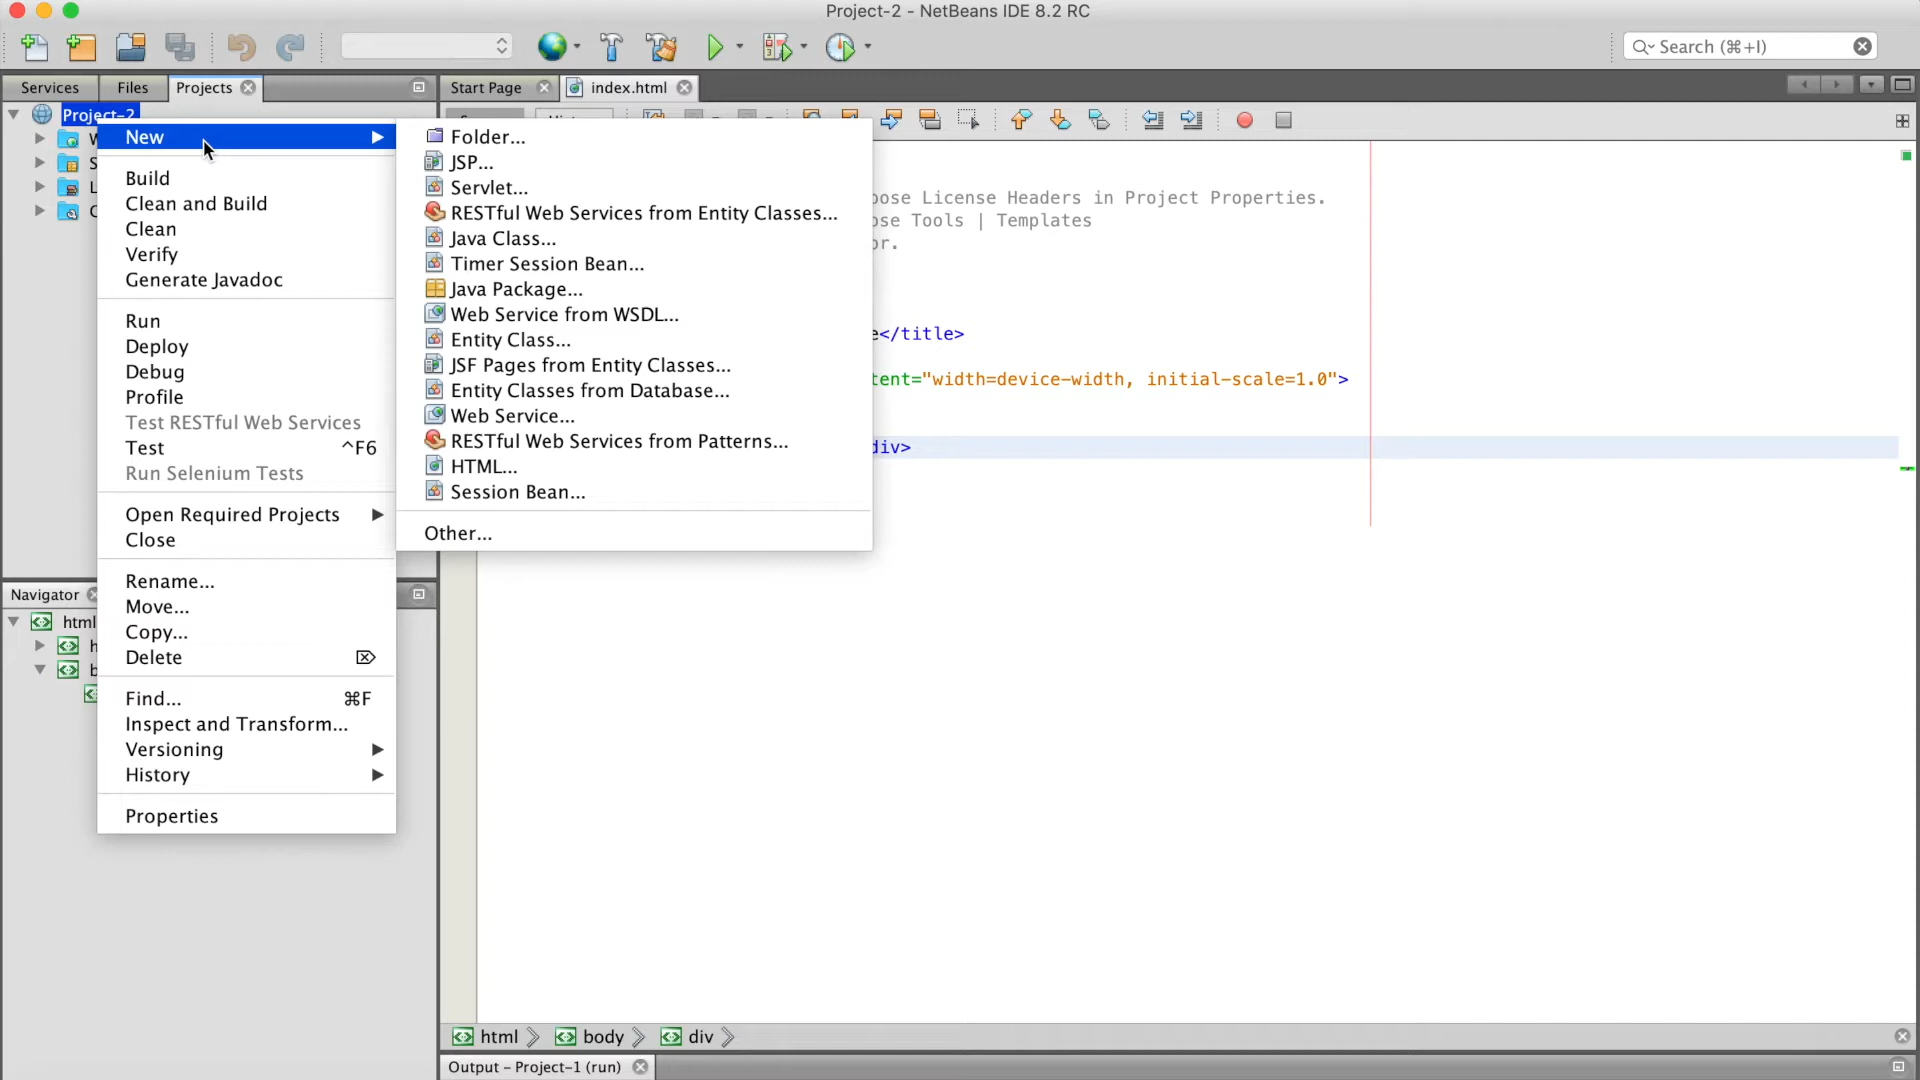 Project-2 - NetBeans IDE 8.2 RC
Search (⌘+I)
Services
Files
Projects
Start Page
index.html
Project-2
New
Build
Clean and Build
Clean
Verify
Generate Javadoc
Run
Deploy
Debug
Profile
Test RESTful Web Services
Test ^F6
Run Selenium Tests
Open Required Projects
Close
Rename...
Move...
Copy...
Delete ⌦
Find... ⌘F
Inspect and Transform...
Versioning
History
Properties
Folder...
JSP...
Servlet...
RESTful Web Services from Entity Classes...
Java Class...
Timer Session Bean...
Java Package...
Web Service from WSDL...
Entity Class...
JSF Pages from Entity Classes...
Entity Classes from Database...
Web Service...
RESTful Web Services from Patterns...
HTML...
Session Bean...
Other...
License Headers in Project Properties.
Tools | Templates
e</title>
tent="width=device-width, initial-scale=1.0">
div>
Navigator
html
html
body
div
Output - Project-1 (run)